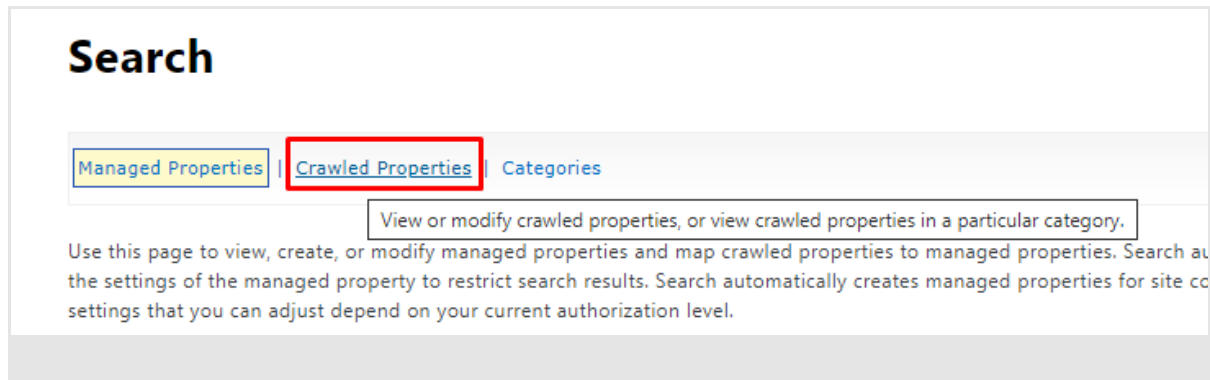 Search
Managed Properties | Crawled Properties | Categories
View or modify crawled properties, or view crawled properties in a particular category.
Use this page to view, create, or modify managed properties and map crawled properties to managed properties. Search
the settings of the managed property to restrict search results. Search automatically creates managed properties for site
settings that you can adjust depend on your current authorization level.